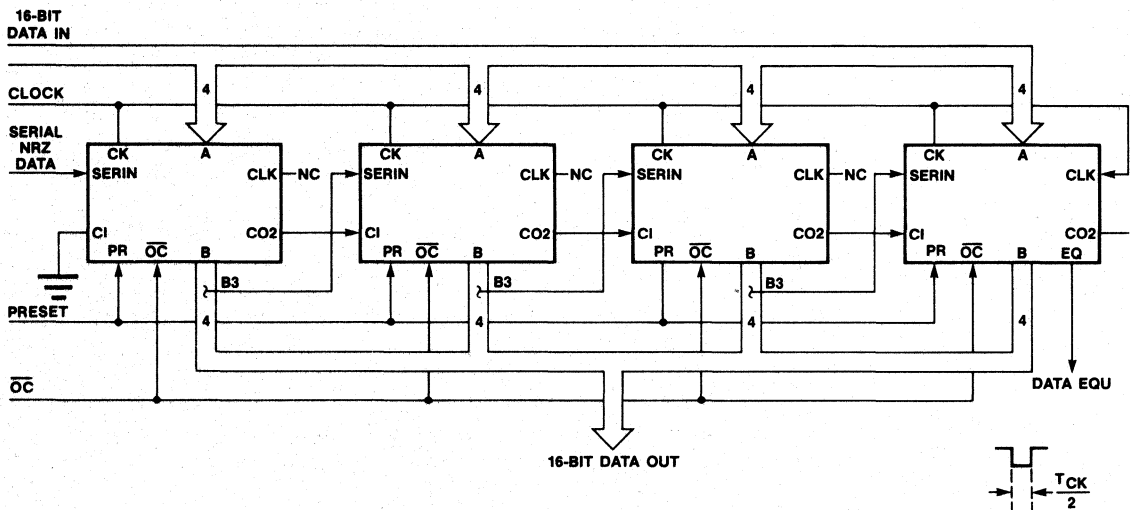 16-BIT
DATA IN
4 4 4 4
CLOCK
SERIAL
NRZ
DATA
CK A CK A CK A CK A
SERIN CLK NC SERIN CLK NC SERIN CLK NC SERIN CLK
CI CO2 CI CO2 CI CO2 CI CO2
PR OC B PR OC B PR OC B PR OC B EQ
B3 B3 B3
PRESET
4 4 4 4
OC
DATA EQU
16-BIT DATA OUT
TCK
2